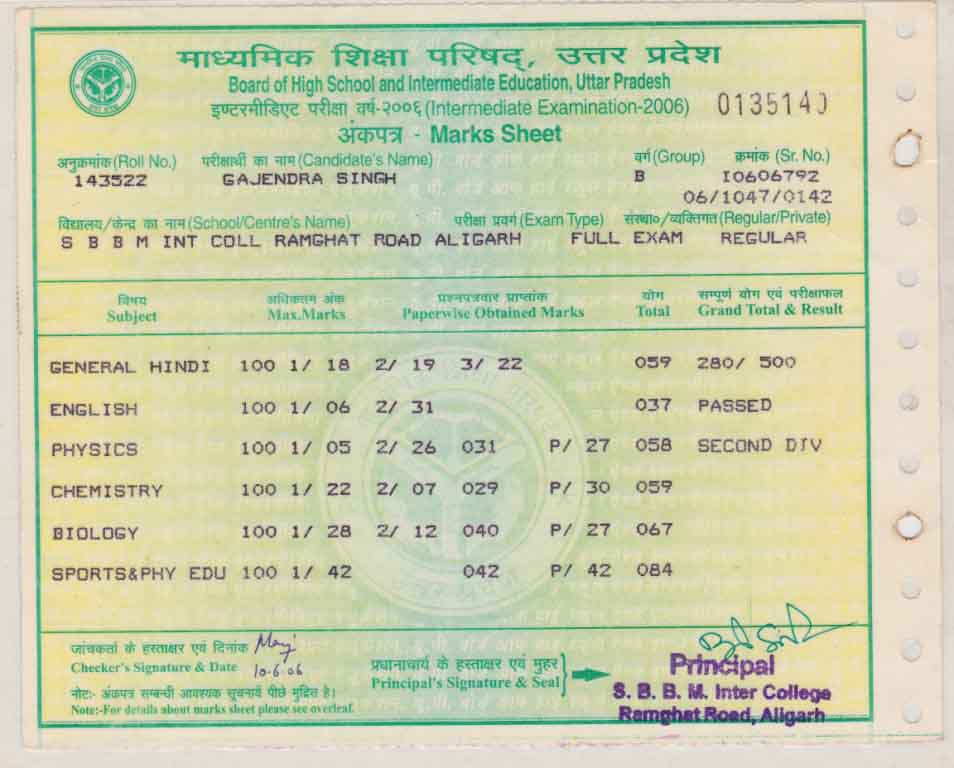 माध्यमिक शिक्षा परिषद्, उत्तर प्रदेश
Board of High School and Intermediate Education, Uttar Pradesh
इण्टरमीडिएट परीक्षा वर्ष-२००६ (Intermediate Examination-2006) 0135140
अंकपत्र - Marks Sheet
अनुक्रमांक (Roll No.) परीक्षार्थी का नाम (Candidate's Name) वर्ग (Group) क्रमांक (Sr. No.)
143522 GAJENDRA SINGH B I0606792
06/1047/0142
विद्यालय/केन्द्र का नाम (School/Centre's Name) परीक्षा प्रवर्ग (Exam Type) संस्था०/व्यक्तिगत (Regular/Private)
S B B M INT COLL RAMGHAT ROAD ALIGARH FULL EXAM REGULAR
विषय अधिकतम अंक प्रश्नपत्रवार प्राप्तांक योग सम्पूर्ण योग एवं परीक्षाफल
Subject Max.Marks Paperwise Obtained Marks Total Grand Total & Result
GENERAL HINDI 100 1/ 18 2/ 19 3/ 22 059 280/ 500
ENGLISH 100 1/ 06 2/ 31 037 PASSED
PHYSICS 100 1/ 05 2/ 26 031 P/ 27 058 SECOND DIV
CHEMISTRY 100 1/ 22 2/ 07 029 P/ 30 059
BIOLOGY 100 1/ 28 2/ 12 040 P/ 27 067
SPORTS&PHY EDU 100 1/ 42 042 P/ 42 084
जांचकर्ता के हस्ताक्षर एवं दिनांक
Checker's Signature & Date 10-6-06
प्रधानाचार्य के हस्ताक्षर एवं मुहर
Principal's Signature & Seal
नोट:- अंकपत्र सम्बन्धी आवश्यक सूचनायें पीछे मुद्रित है।
Note:-For details about marks sheet please see overleaf.
Principal
S. B. B. M. Inter College
Ramghat Road, Aligarh